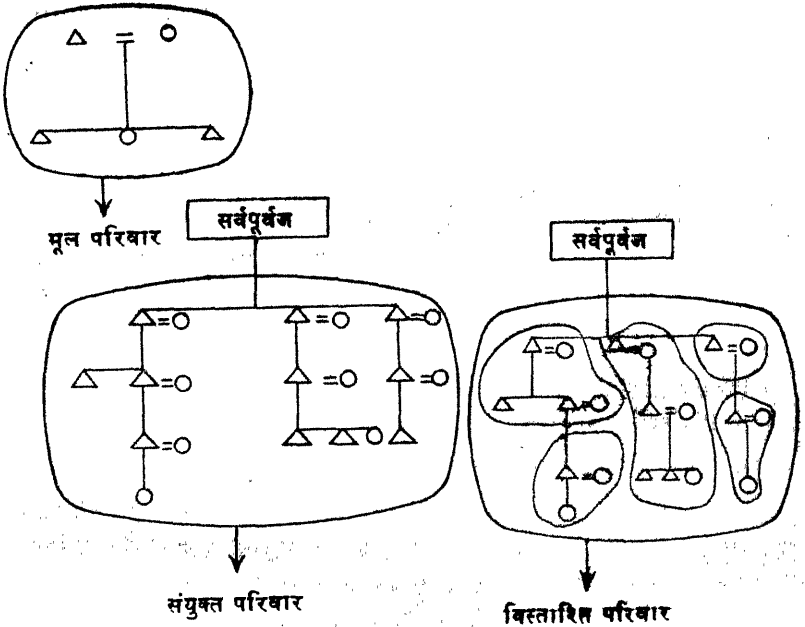 मूल परिवार
सर्वपूर्वज
सर्वपूर्वज
संयुक्त परिवार
विस्तारित परिवार